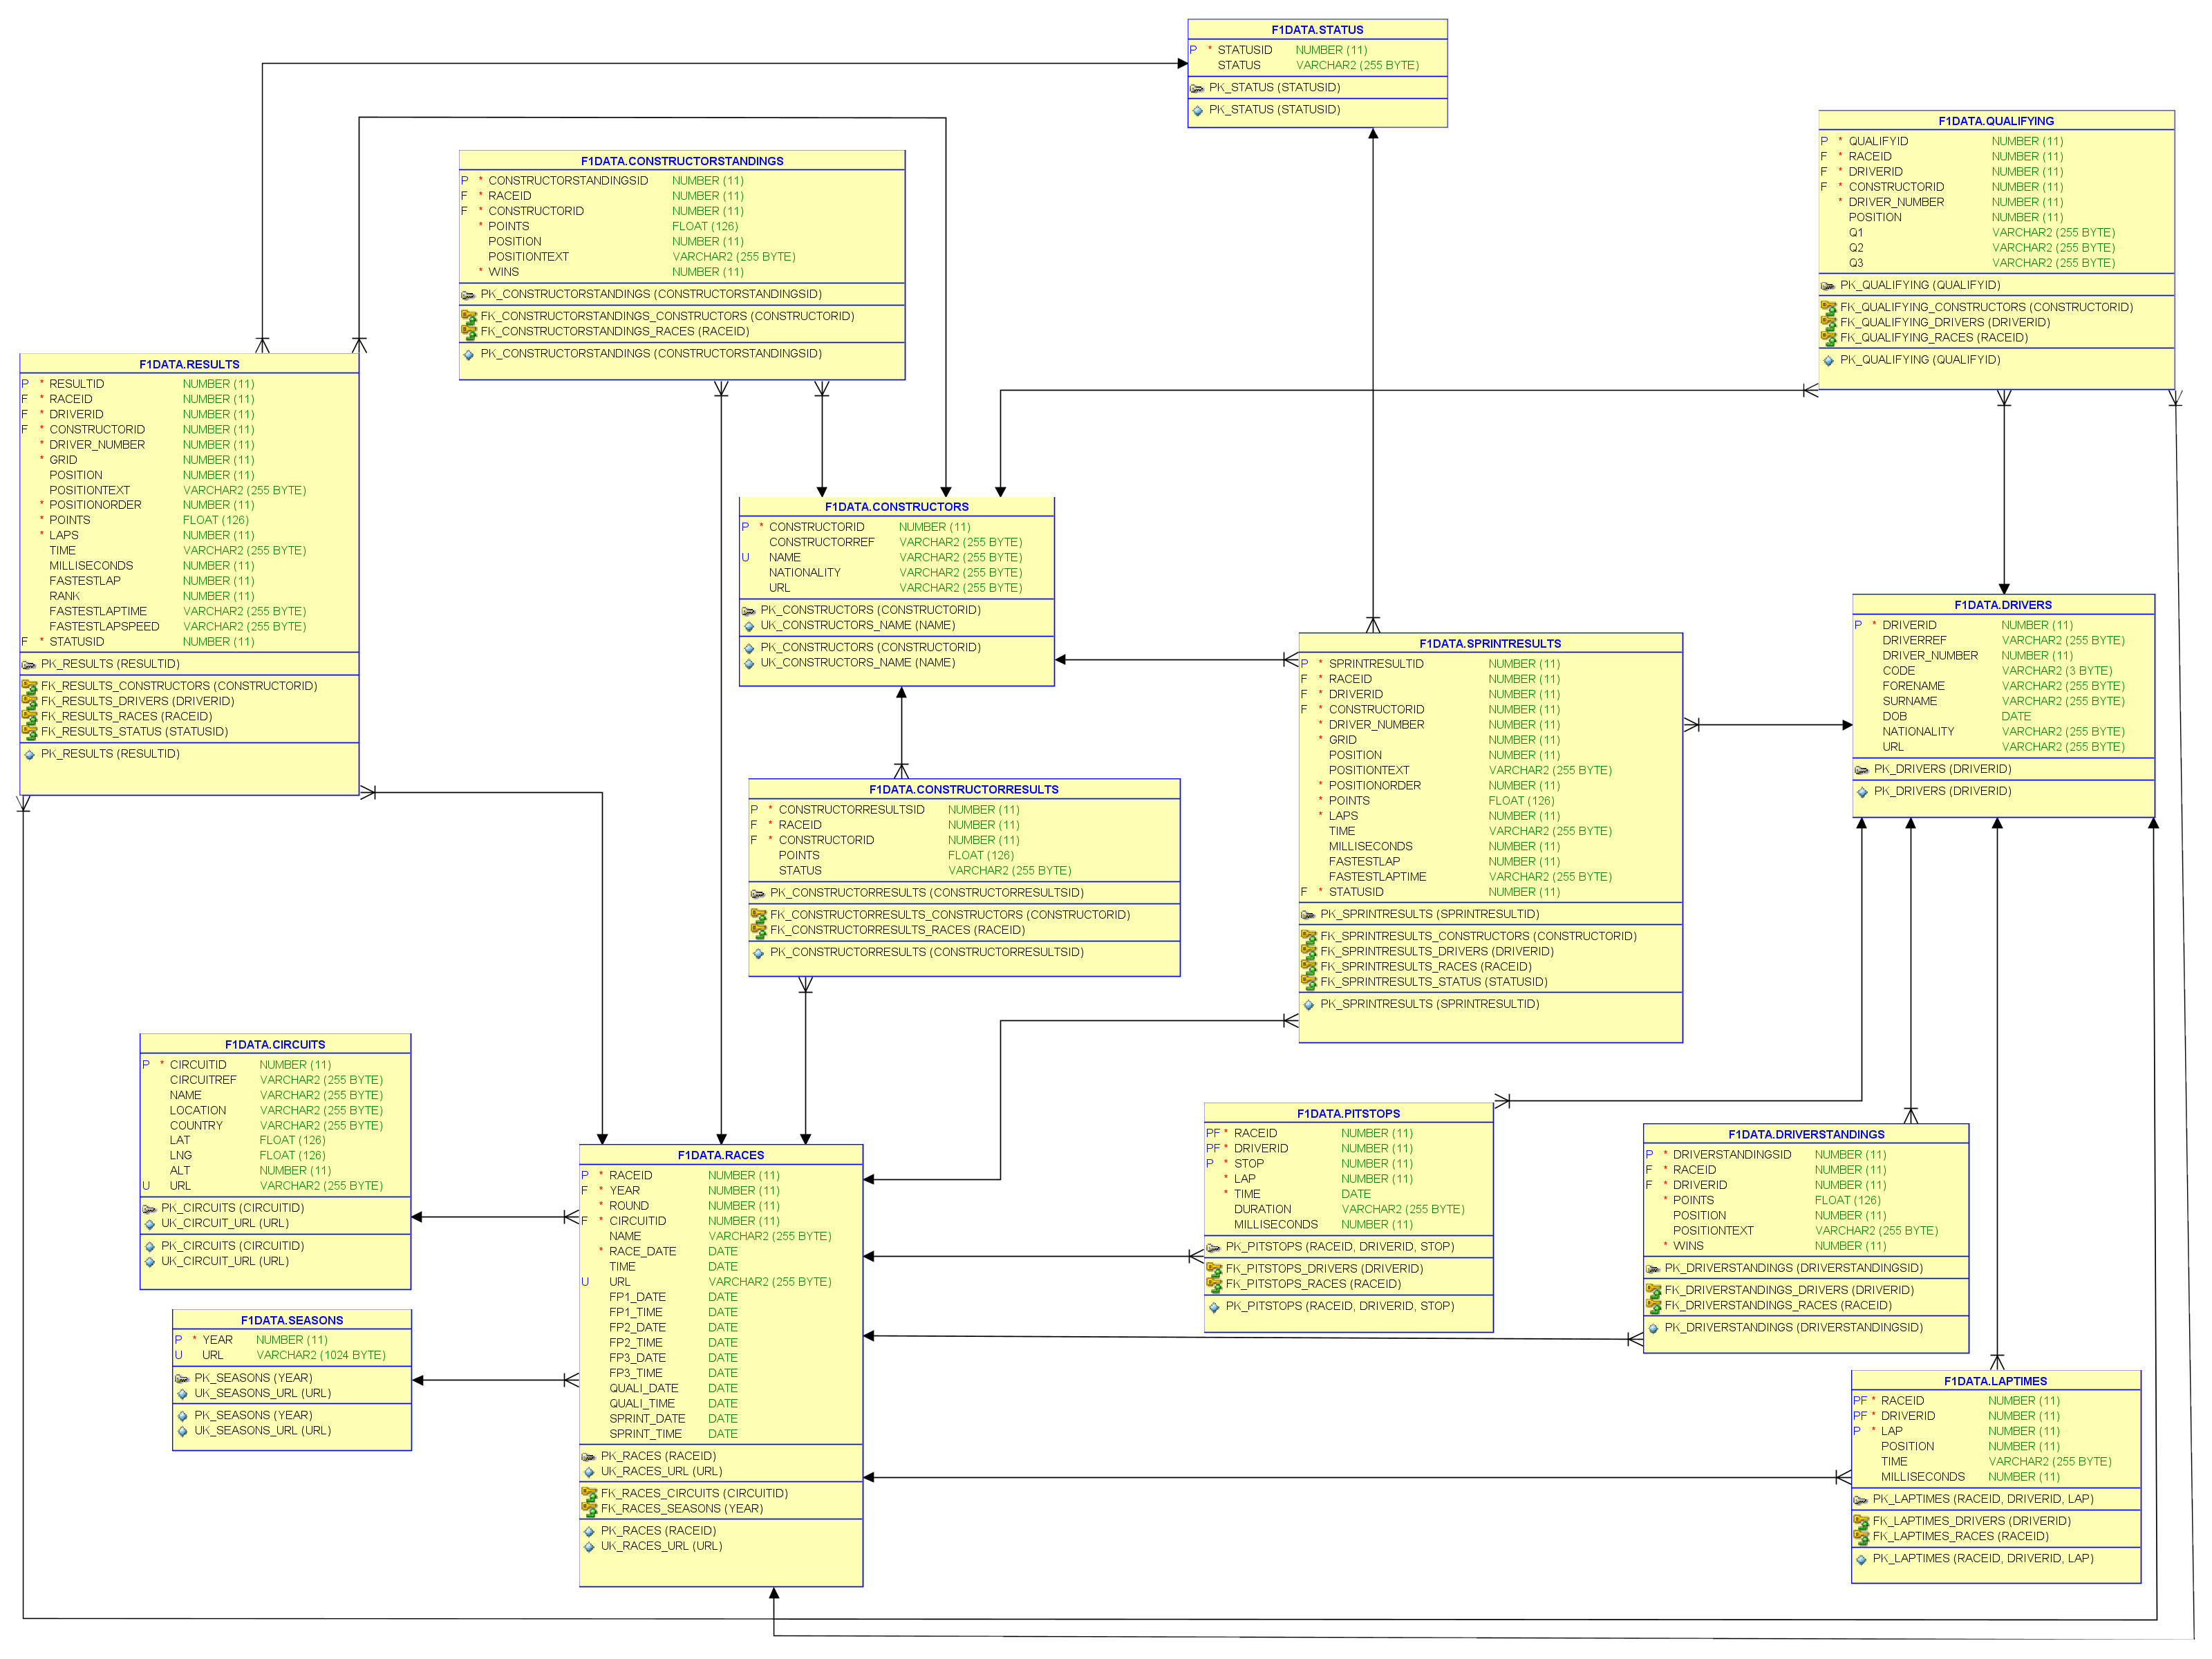 F1DATA.STATUS
P * STATUSID NUMBER (11)
STATUS VARCHAR2 (255 BYTE)
PK_STATUS (STATUSID)
PK_STATUS (STATUSID)
F1DATA.QUALIFYING
P * QUALIFYID NUMBER (11)
F * RACEID NUMBER (11)
F * DRIVERID NUMBER (11)
F * CONSTRUCTORID NUMBER (11)
* DRIVER_NUMBER NUMBER (11)
POSITION NUMBER (11)
Q1 VARCHAR2 (255 BYTE)
Q2 VARCHAR2 (255 BYTE)
Q3 VARCHAR2 (255 BYTE)
PK_QUALIFYING (QUALIFYID)
FK_QUALIFYING_CONSTRUCTORS (CONSTRUCTORID)
FK_QUALIFYING_DRIVERS (DRIVERID)
FK_QUALIFYING_RACES (RACEID)
PK_QUALIFYING (QUALIFYID)
F1DATA.CONSTRUCTORSTANDINGS
P * CONSTRUCTORSTANDINGSID NUMBER (11)
F * RACEID NUMBER (11)
F * CONSTRUCTORID NUMBER (11)
* POINTS FLOAT (126)
POSITION NUMBER (11)
POSITIONTEXT VARCHAR2 (255 BYTE)
* WINS NUMBER (11)
PK_CONSTRUCTORSTANDINGS (CONSTRUCTORSTANDINGSID)
FK_CONSTRUCTORSTANDINGS_CONSTRUCTORS (CONSTRUCTORID)
FK_CONSTRUCTORSTANDINGS_RACES (RACEID)
PK_CONSTRUCTORSTANDINGS (CONSTRUCTORSTANDINGSID)
F1DATA.RESULTS
P * RESULTID NUMBER (11)
F * RACEID NUMBER (11)
F * DRIVERID NUMBER (11)
F * CONSTRUCTORID NUMBER (11)
* DRIVER_NUMBER NUMBER (11)
* GRID NUMBER (11)
POSITION NUMBER (11)
POSITIONTEXT VARCHAR2 (255 BYTE)
* POSITIONORDER NUMBER (11)
* POINTS FLOAT (126)
* LAPS NUMBER (11)
TIME VARCHAR2 (255 BYTE)
MILLISECONDS NUMBER (11)
FASTESTLAP NUMBER (11)
RANK NUMBER (11)
FASTESTLAPTIME VARCHAR2 (255 BYTE)
FASTESTLAPSPEED VARCHAR2 (255 BYTE)
F * STATUSID NUMBER (11)
PK_RESULTS (RESULTID)
FK_RESULTS_CONSTRUCTORS (CONSTRUCTORID)
FK_RESULTS_DRIVERS (DRIVERID)
FK_RESULTS_RACES (RACEID)
FK_RESULTS_STATUS (STATUSID)
PK_RESULTS (RESULTID)
F1DATA.CONSTRUCTORS
P * CONSTRUCTORID NUMBER (11)
CONSTRUCTORREF VARCHAR2 (255 BYTE)
U NAME VARCHAR2 (255 BYTE)
NATIONALITY VARCHAR2 (255 BYTE)
URL VARCHAR2 (255 BYTE)
PK_CONSTRUCTORS (CONSTRUCTORID)
UK_CONSTRUCTORS_NAME (NAME)
PK_CONSTRUCTORS (CONSTRUCTORID)
UK_CONSTRUCTORS_NAME (NAME)
F1DATA.DRIVERS
P * DRIVERID NUMBER (11)
DRIVERREF VARCHAR2 (255 BYTE)
DRIVER_NUMBER NUMBER (11)
CODE VARCHAR2 (3 BYTE)
FORENAME VARCHAR2 (255 BYTE)
SURNAME VARCHAR2 (255 BYTE)
DOB DATE
NATIONALITY VARCHAR2 (255 BYTE)
URL VARCHAR2 (255 BYTE)
PK_DRIVERS (DRIVERID)
PK_DRIVERS (DRIVERID)
F1DATA.SPRINTRESULTS
P * SPRINTRESULTID NUMBER (11)
F * RACEID NUMBER (11)
F * DRIVERID NUMBER (11)
F * CONSTRUCTORID NUMBER (11)
* DRIVER_NUMBER NUMBER (11)
* GRID NUMBER (11)
POSITION NUMBER (11)
POSITIONTEXT VARCHAR2 (255 BYTE)
* POSITIONORDER NUMBER (11)
* POINTS FLOAT (126)
* LAPS NUMBER (11)
TIME VARCHAR2 (255 BYTE)
MILLISECONDS NUMBER (11)
FASTESTLAP NUMBER (11)
FASTESTLAPTIME VARCHAR2 (255 BYTE)
F * STATUSID NUMBER (11)
PK_SPRINTRESULTS (SPRINTRESULTID)
FK_SPRINTRESULTS_CONSTRUCTORS (CONSTRUCTORID)
FK_SPRINTRESULTS_DRIVERS (DRIVERID)
FK_SPRINTRESULTS_RACES (RACEID)
FK_SPRINTRESULTS_STATUS (STATUSID)
PK_SPRINTRESULTS (SPRINTRESULTID)
F1DATA.CONSTRUCTORRESULTS
P * CONSTRUCTORRESULTSID NUMBER (11)
F * RACEID NUMBER (11)
F * CONSTRUCTORID NUMBER (11)
POINTS FLOAT (126)
STATUS VARCHAR2 (255 BYTE)
PK_CONSTRUCTORRESULTS (CONSTRUCTORRESULTSID)
FK_CONSTRUCTORRESULTS_CONSTRUCTORS (CONSTRUCTORID)
FK_CONSTRUCTORRESULTS_RACES (RACEID)
PK_CONSTRUCTORRESULTS (CONSTRUCTORRESULTSID)
F1DATA.CIRCUITS
P * CIRCUITID NUMBER (11)
CIRCUITREF VARCHAR2 (255 BYTE)
NAME VARCHAR2 (255 BYTE)
LOCATION VARCHAR2 (255 BYTE)
COUNTRY VARCHAR2 (255 BYTE)
LAT FLOAT (126)
LNG FLOAT (126)
ALT NUMBER (11)
U URL VARCHAR2 (255 BYTE)
PK_CIRCUITS (CIRCUITID)
UK_CIRCUIT_URL (URL)
PK_CIRCUITS (CIRCUITID)
UK_CIRCUIT_URL (URL)
F1DATA.SEASONS
P * YEAR NUMBER (11)
U URL VARCHAR2 (1024 BYTE)
PK_SEASONS (YEAR)
UK_SEASONS_URL (URL)
PK_SEASONS (YEAR)
UK_SEASONS_URL (URL)
F1DATA.RACES
P * RACEID NUMBER (11)
F * YEAR NUMBER (11)
* ROUND NUMBER (11)
F * CIRCUITID NUMBER (11)
NAME VARCHAR2 (255 BYTE)
* RACE_DATE DATE
TIME DATE
U URL VARCHAR2 (255 BYTE)
FP1_DATE DATE
FP1_TIME DATE
FP2_DATE DATE
FP2_TIME DATE
FP3_DATE DATE
FP3_TIME DATE
QUALI_DATE DATE
QUALI_TIME DATE
SPRINT_DATE DATE
SPRINT_TIME DATE
PK_RACES (RACEID)
UK_RACES_URL (URL)
FK_RACES_CIRCUITS (CIRCUITID)
FK_RACES_SEASONS (YEAR)
PK_RACES (RACEID)
UK_RACES_URL (URL)
F1DATA.PITSTOPS
PF * RACEID NUMBER (11)
PF * DRIVERID NUMBER (11)
P * STOP NUMBER (11)
* LAP NUMBER (11)
* TIME DATE
DURATION VARCHAR2 (255 BYTE)
MILLISECONDS NUMBER (11)
PK_PITSTOPS (RACEID, DRIVERID, STOP)
FK_PITSTOPS_DRIVERS (DRIVERID)
FK_PITSTOPS_RACES (RACEID)
PK_PITSTOPS (RACEID, DRIVERID, STOP)
F1DATA.DRIVERSTANDINGS
P * DRIVERSTANDINGSID NUMBER (11)
F * RACEID NUMBER (11)
F * DRIVERID NUMBER (11)
* POINTS FLOAT (126)
POSITION NUMBER (11)
POSITIONTEXT VARCHAR2 (255 BYTE)
* WINS NUMBER (11)
PK_DRIVERSTANDINGS (DRIVERSTANDINGSID)
FK_DRIVERSTANDINGS_DRIVERS (DRIVERID)
FK_DRIVERSTANDINGS_RACES (RACEID)
PK_DRIVERSTANDINGS (DRIVERSTANDINGSID)
F1DATA.LAPTIMES
PF * RACEID NUMBER (11)
PF * DRIVERID NUMBER (11)
P * LAP NUMBER (11)
POSITION NUMBER (11)
TIME VARCHAR2 (255 BYTE)
MILLISECONDS NUMBER (11)
PK_LAPTIMES (RACEID, DRIVERID, LAP)
FK_LAPTIMES_DRIVERS (DRIVERID)
FK_LAPTIMES_RACES (RACEID)
PK_LAPTIMES (RACEID, DRIVERID, LAP)